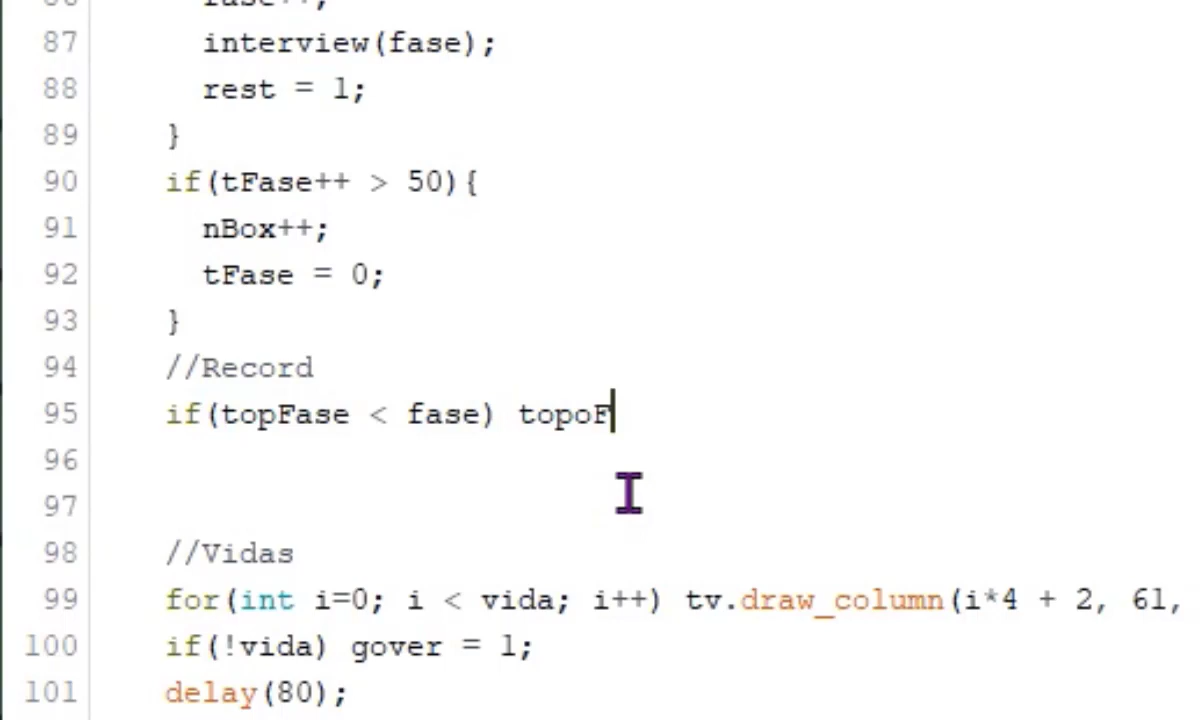 87 interview(fase);
88 rest = 1;
89 }
90 if(tFase++ > 50){
91 nBox++;
92 tFase = 0;
93 }
94 //Record
95 if(topFase < fase) topoF
96
97
98 //Vidas
99 for(int i=0; i < vida; i++) tv.draw_column(i*4 + 2, 61,
100 if(!vida) gover = 1;
101 delay(80);